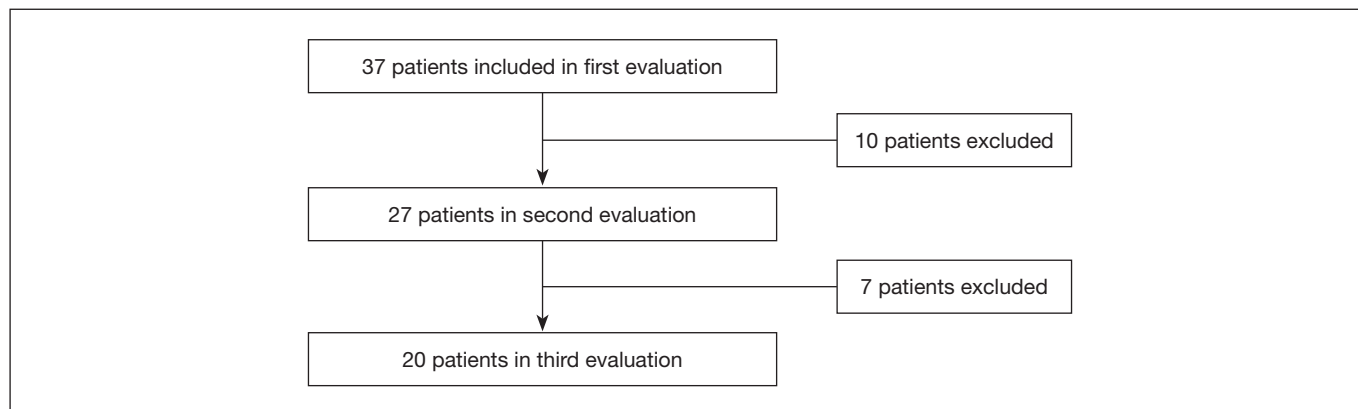 37 patients included in first evaluation
10 patients excluded
27 patients in second evaluation
7 patients excluded
20 patients in third evaluation